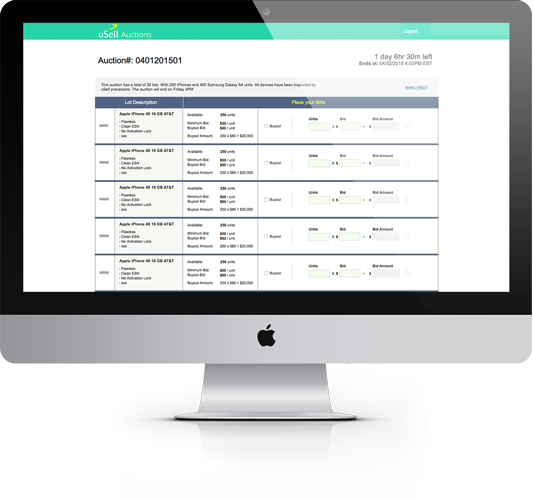 uSell Auctions
Logout
Auction#: 0401201501
1 day 6hr 30m left
Ends at: 04/02/2015 4:00PM EST
This auction has a total of 20 lots. With 200 iPhones and 400 Samsung Galaxy S4 units. All devices have been inspected by
uSell processors. The auction will end on Friday 3PM
Need Help?
Lot Description Place your Bids
Apple iPhone 4S 16 GB AT&T Available: 250 units Units Bid Bid Amount
00001 - Flawless Minimum Bid: $50 / unit Buyout x $ =
- Clean ESN Buyout Bid: $80 / unit
- No Activation Lock Buyout Amount: 250 x $80 = $20,000
- xxx
Apple iPhone 4S 16 GB AT&T Available: 250 units Units Bid Bid Amount
00002 - Flawless Minimum Bid: $50 / unit Buyout x $ =
- Clean ESN Buyout Bid: $80 / unit
- No Activation Lock Buyout Amount: 250 x $80 = $20,000
- xxx
Apple iPhone 4S 16 GB AT&T Available: 250 units Units Bid Bid Amount
00003 - Flawless Minimum Bid: $50 / unit Buyout x $ =
- Clean ESN Buyout Bid: $80 / unit
- No Activation Lock Buyout Amount: 250 x $80 = $20,000
- xxx
Apple iPhone 4S 16 GB AT&T Available: 250 units Units Bid Bid Amount
00004 - Flawless Minimum Bid: $50 / unit Buyout x $ =
- Clean ESN Buyout Bid: $80 / unit
- No Activation Lock Buyout Amount: 250 x $80 = $20,000
- xxx
Apple iPhone 4S 16 GB AT&T Available: 250 units Units Bid Bid Amount
00005 - Flawless Minimum Bid: $50 / unit Buyout x $ =
- Clean ESN Buyout Bid: $80 / unit
- No Activation Lock Buyout Amount: 250 x $80 = $20,000
- xxx